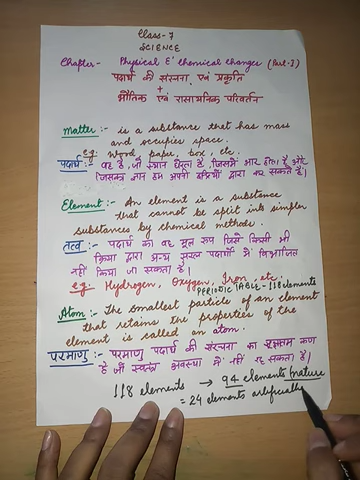 Class-7
SCIENCE
Chapter- Physical & Chemical Changes (Part-I)
पदार्थ की संरचना, एवं प्रकृति
+
भौतिक एवं रासायनिक परिवर्तन
Matter:- is a substance that has mass
and occupies space.
eg: Wood, paper, etc.
पदार्थ:- वह है, जो स्थान घेरता है, जिसमें भार होता है और
जिसका हम अपनी इन्द्रियों द्वारा कर सकते हैं।
Element:- An element is a substance
that cannot be split into simpler
substances by chemical methods.
तत्व:- पदार्थ का वह मूल रूप जिसे किसी भी
क्रिया द्वारा अन्य सरल पदार्थों में विभाजित
नहीं किया जा सकता है।
eg. Hydrogen, Oxygen, Iron, etc.
PERIODIC TABLE - 118 elements
Atom:- The smallest particle of an element
that retains the properties of the
element is called an atom.
परमाणु:- परमाणु पदार्थ की संरचना का कण
है जो स्वतंत्र अवस्था में नहीं रह सकता है।
118 elements → 94 elements (nature
= 24 elements artificially